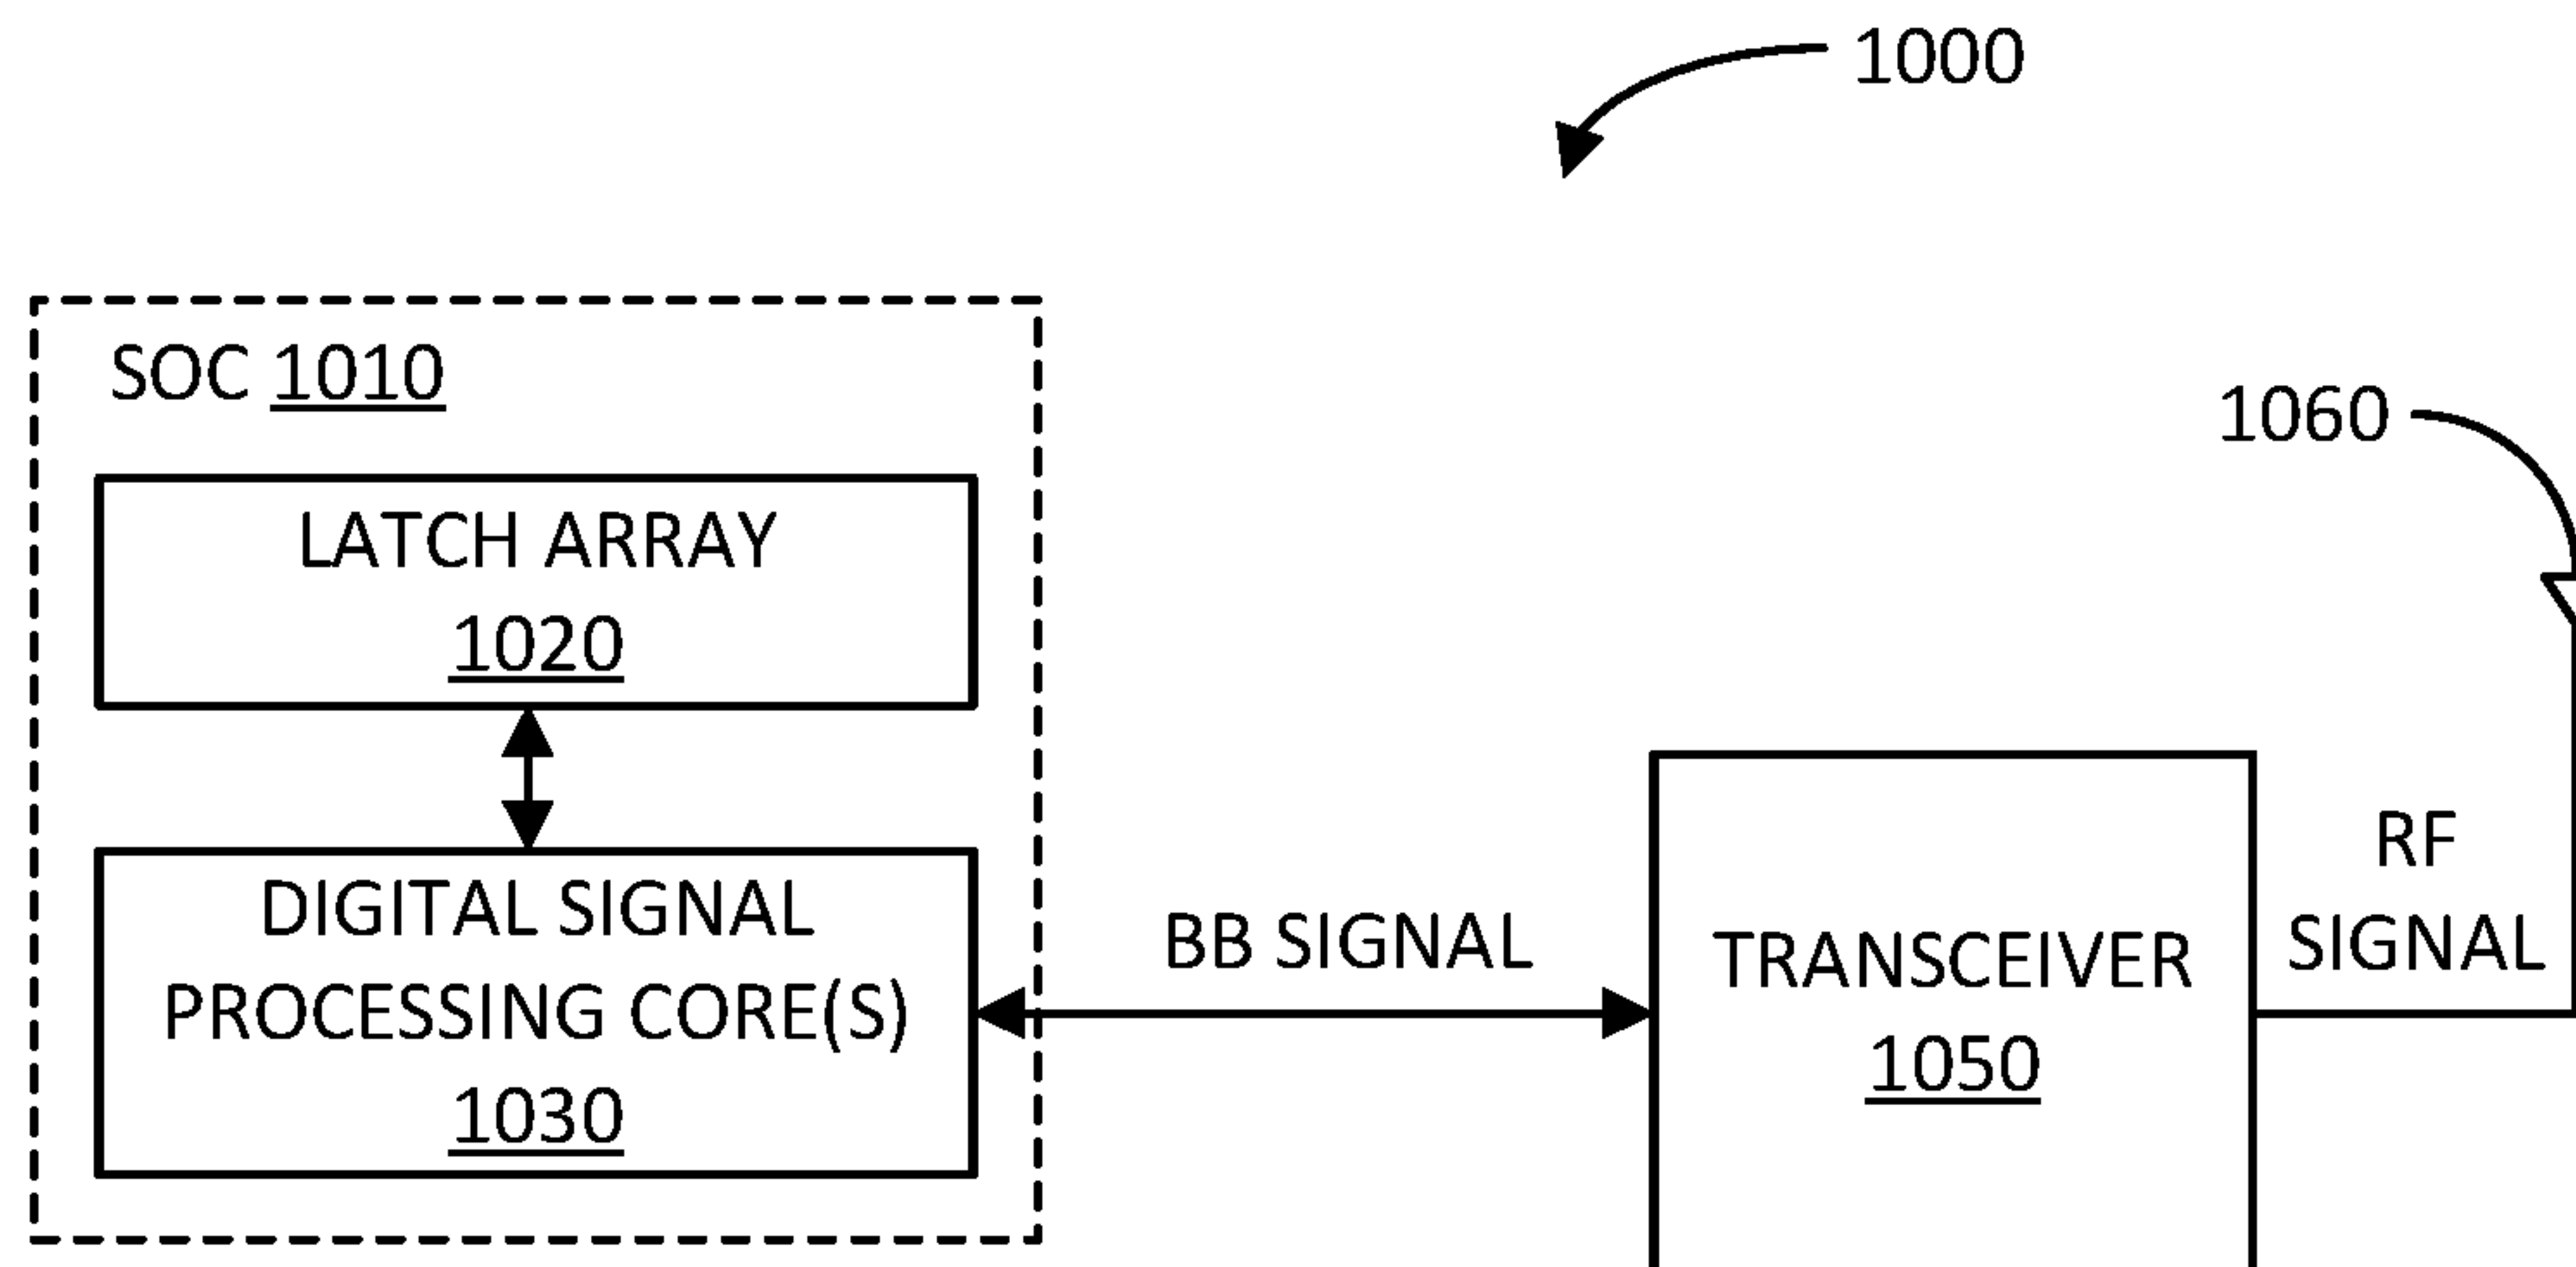 1000
SOC 1010
1060
LATCH ARRAY
1020
DIGITAL SIGNAL
PROCESSING CORE(S)
1030
BB SIGNAL
TRANSCEIVER
1050
RF
SIGNAL